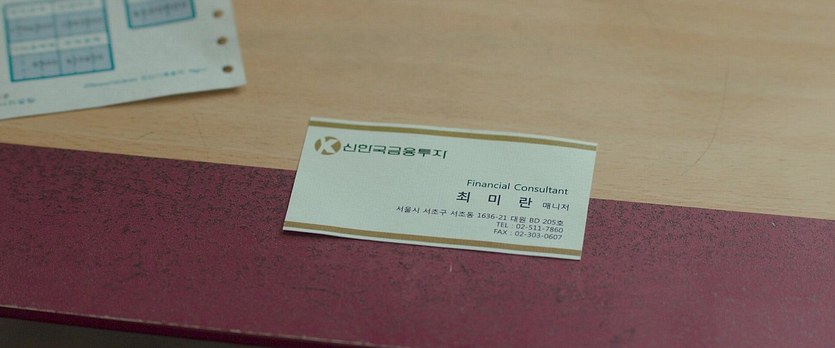 K 신한국금융투자
Financial Consultant
최 미 란 매니저
서울시 서초구 서초동 1636-21 대원 BD 205호
TEL : 02-511-7860
FAX : 02-303-0607